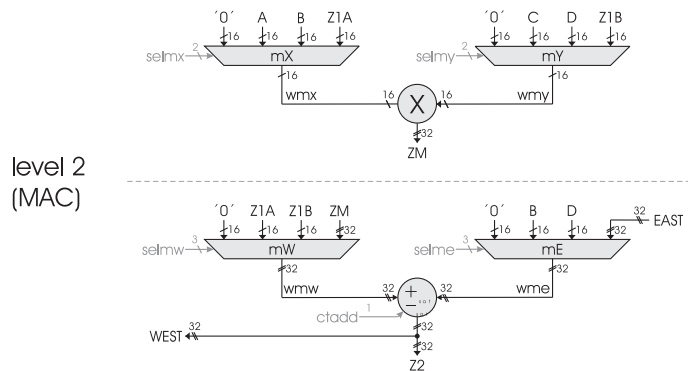 '0' A B Z1A
'0' C D Z1B
16 16 16 16
16 16 16 16
selmx 2 mX
selmy 2 mY
16
16
wmx 16 X 16 wmy
32
ZM
level 2
(MAC)
'0' Z1A Z1B ZM
'0' B D 32 EAST
16 16 16 32
16 16 16 32
selmw 3 mW
selme 3 mE
32
32
wmw 32 + 32 wme
− sat
ctadd 1
WEST 32 32
32
Z2